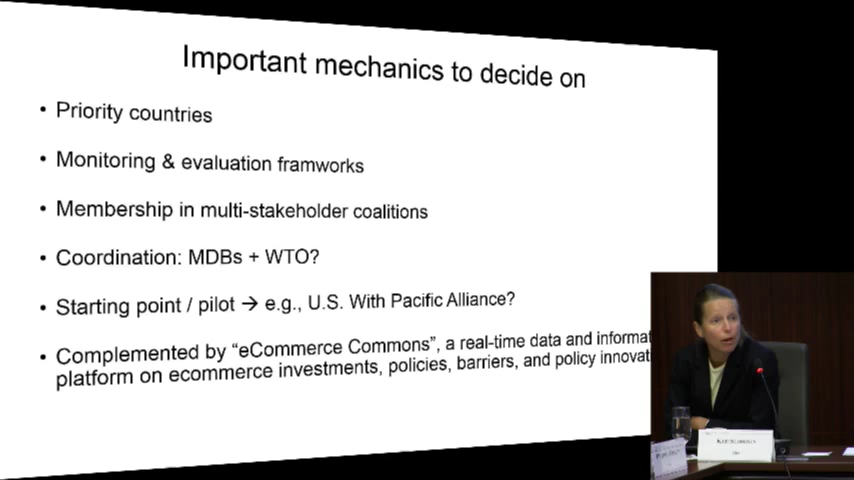 Important mechanics to decide on
• Priority countries
• Monitoring & evaluation framworks
• Membership in multi-stakeholder coalitions
• Coordination: MDBs + WTO?
• Starting point / pilot → e.g., U.S. With Pacific Alliance?
• Complemented by “eCommerce Commons”, a real-time data and informat
platform on ecommerce investments, policies, barriers, and policy innovat